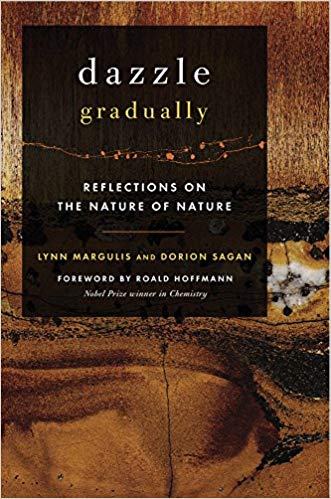 dazzle
gradually
REFLECTIONS ON
THE NATURE OF NATURE
LYNN MARGULIS AND DORION SAGAN
FOREWORD BY ROALD HOFFMANN
Nobel Prize winner in Chemistry